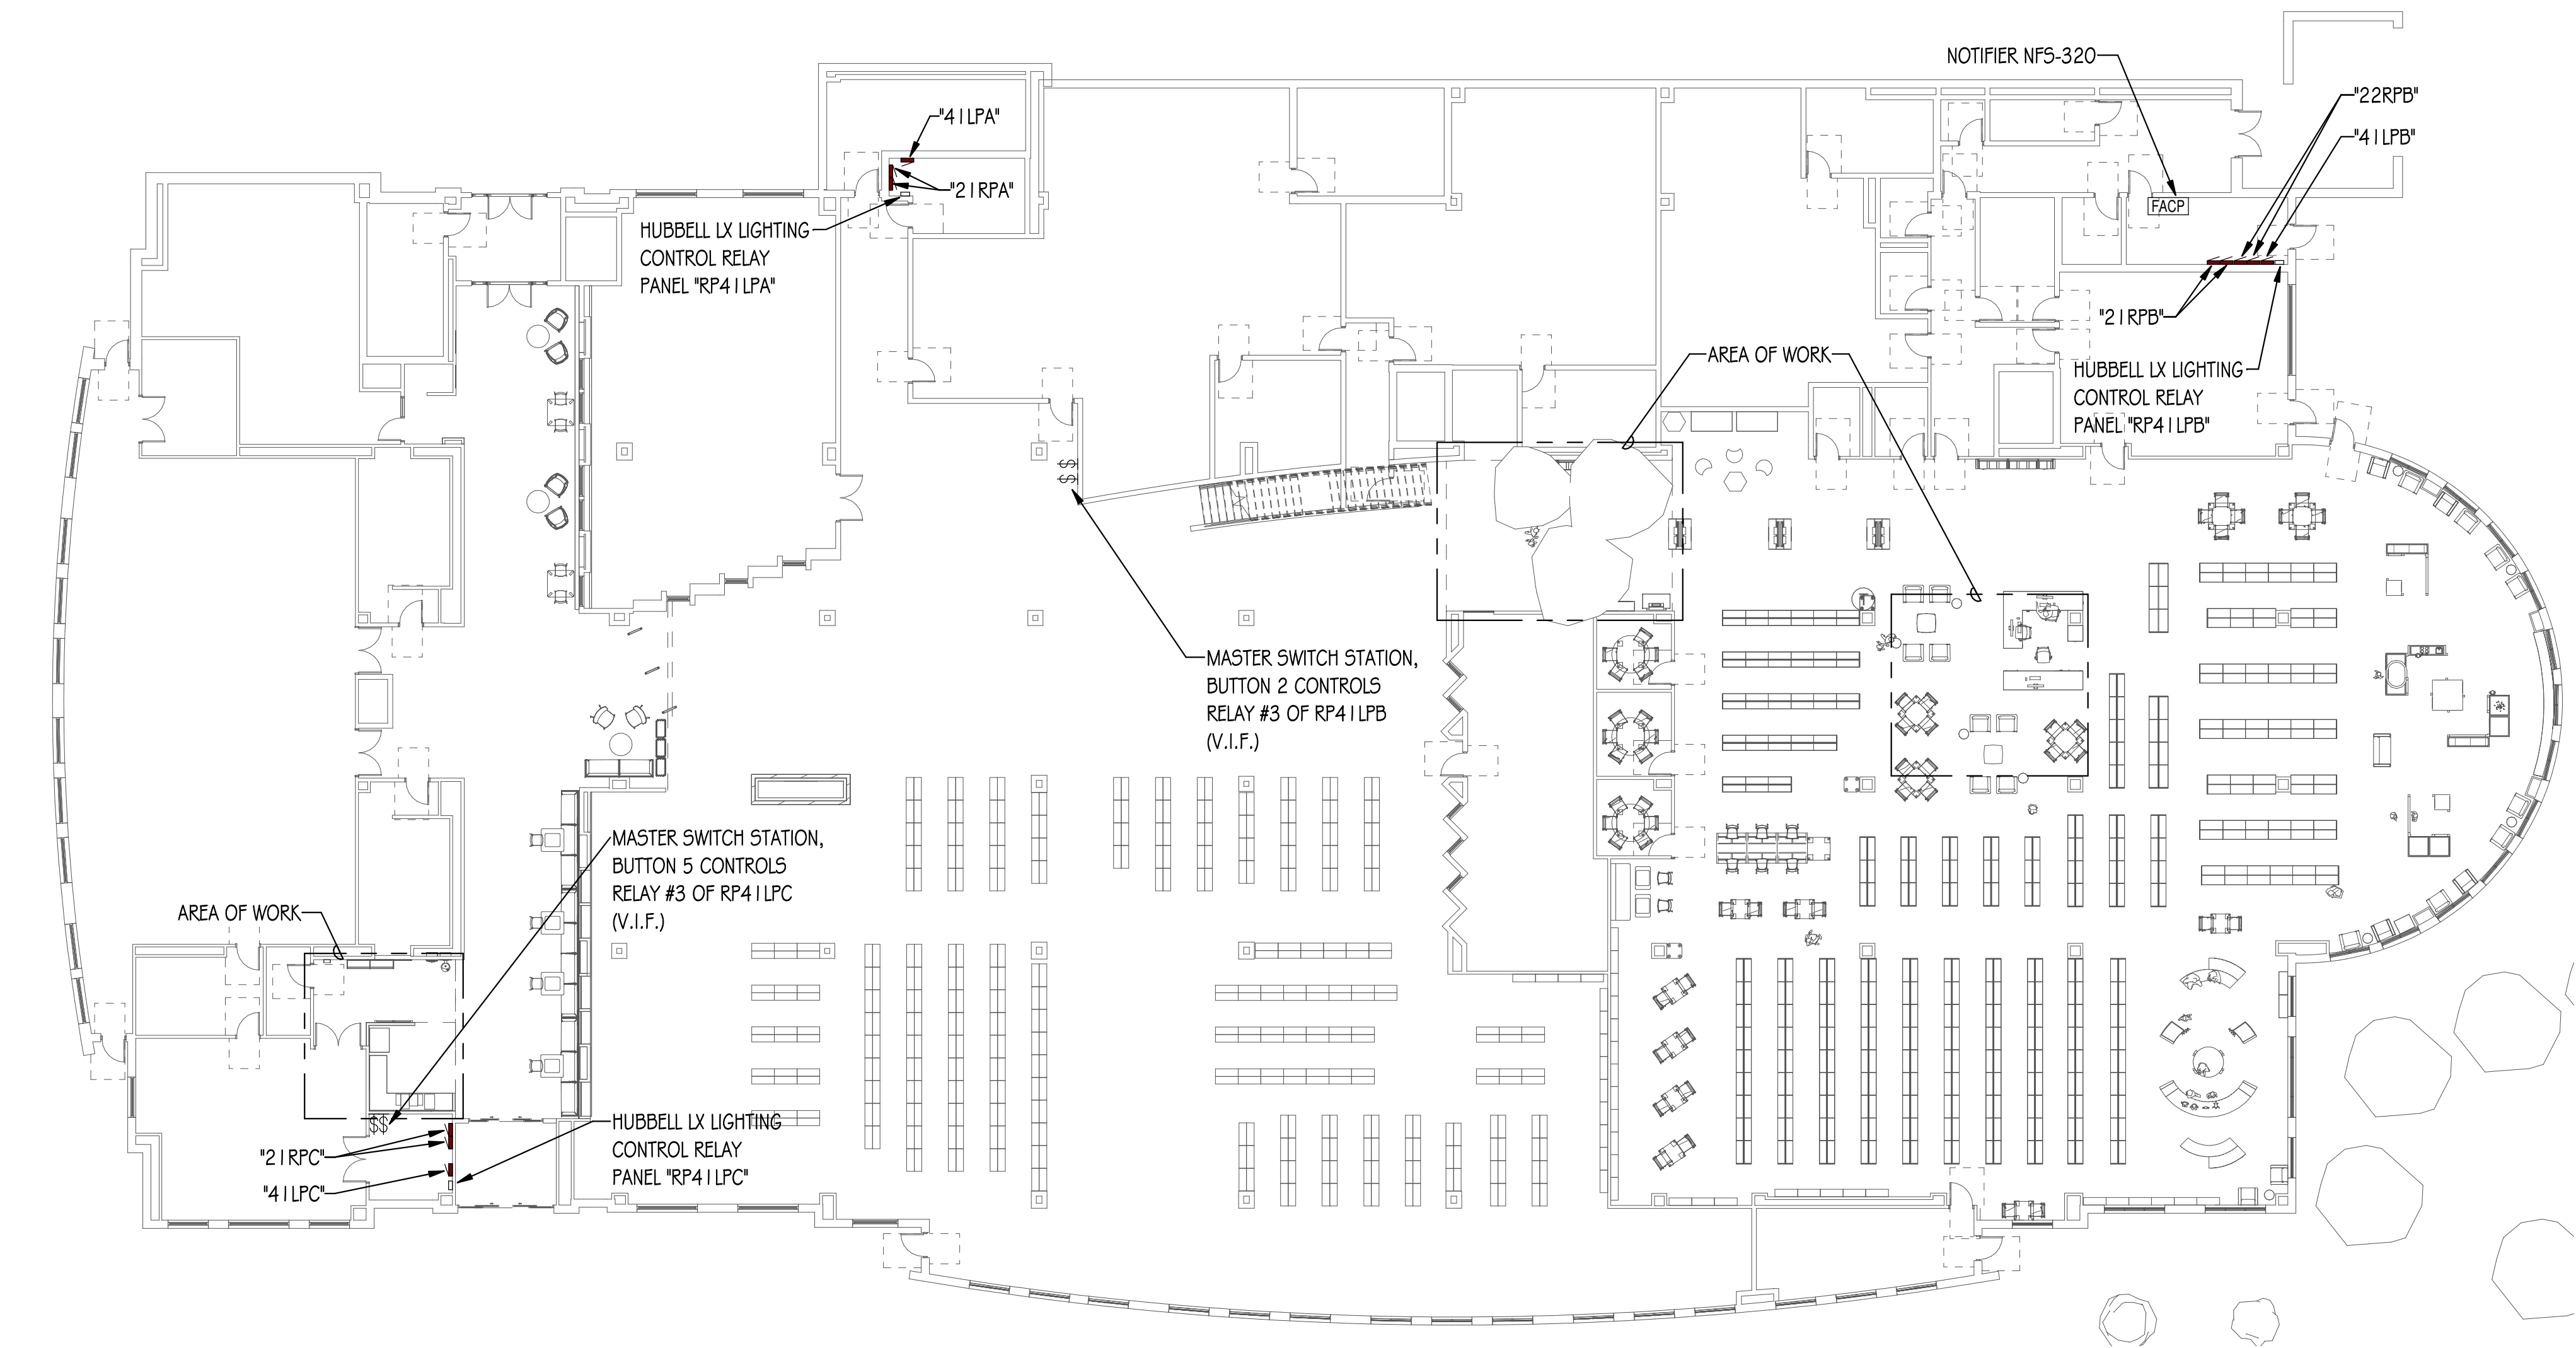 NOTIFIER NFS-320
"22RPB"
"41LPB"
"41LPA"
"21RPA"
FACP
HUBBELL LX LIGHTING
CONTROL RELAY
PANEL "RP41LPA"
"21RPB"
AREA OF WORK
HUBBELL LX LIGHTING
CONTROL RELAY
PANEL "RP41LPB"
$$
MASTER SWITCH STATION,
BUTTON 2 CONTROLS
RELAY #3 OF RP41LPB
(V.I.F.)
MASTER SWITCH STATION,
BUTTON 5 CONTROLS
RELAY #3 OF RP41LPC
(V.I.F.)
AREA OF WORK
$$
HUBBELL LX LIGHTING
CONTROL RELAY
PANEL "RP41LPC"
"21RPC"
"41LPC"